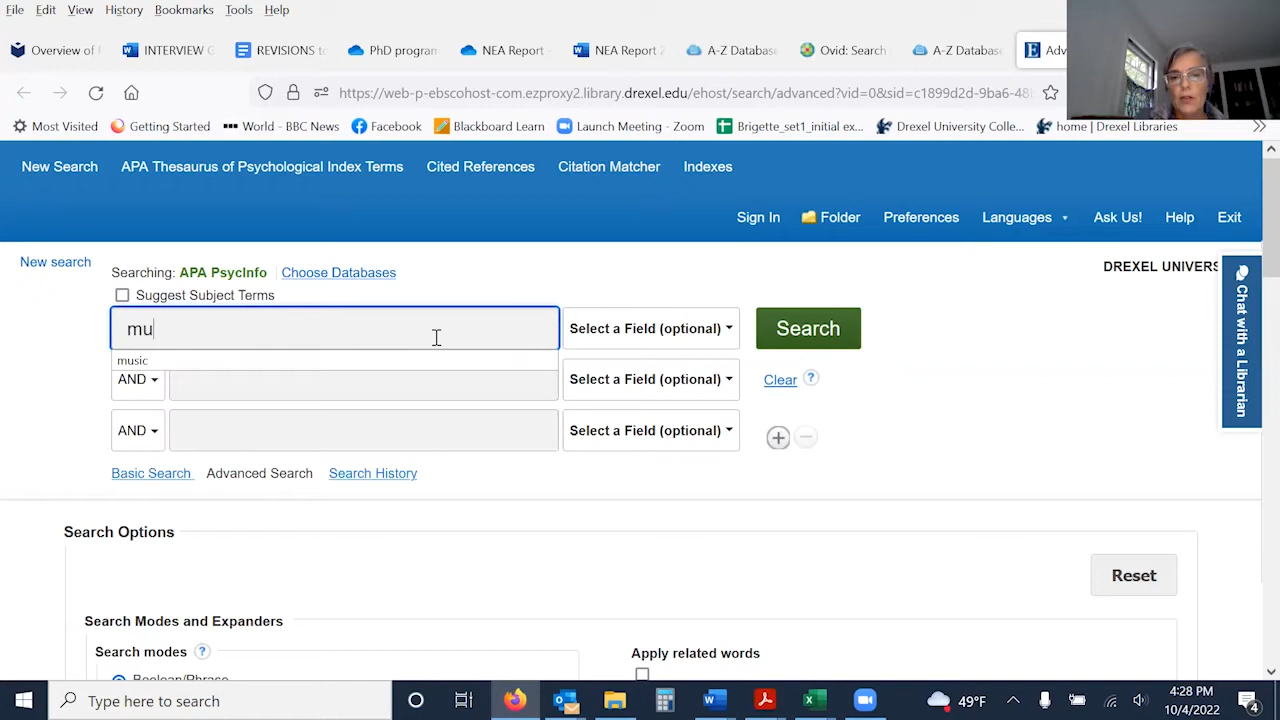 File Edit View History Bookmarks Tools Help
Overview of INTERVIEW G REVISIONS to PhD program NEA Report NEA Report 2 A-Z Database Ovid: Search A-Z Database Adv
https://web-p-ebscohost-com.ezproxy2.library.drexel.edu/ehost/search/advanced?vid=0&sid=c1899d2d-9ba6-48
Most Visited Getting Started World - BBC News Facebook Blackboard Learn Launch Meeting - Zoom Brigette_set1_initial ex... Drexel University Colle... home | Drexel Libraries
New Search APA Thesaurus of Psychological Index Terms Cited References Citation Matcher Indexes
Sign In Folder Preferences Languages Ask Us! Help Exit
New search
Searching: APA PsycInfo Choose Databases
DREXEL UNIVERS
Suggest Subject Terms
mu
Select a Field (optional)
Search
music
AND
Select a Field (optional)
Clear ?
AND
Select a Field (optional)
Basic Search Advanced Search Search History
Chat with a Librarian
Search Options
Reset
Search Modes and Expanders
Search modes ?
Apply related words
Boolean/Phrase
Type here to search
49°F
4:28 PM
10/4/2022
4